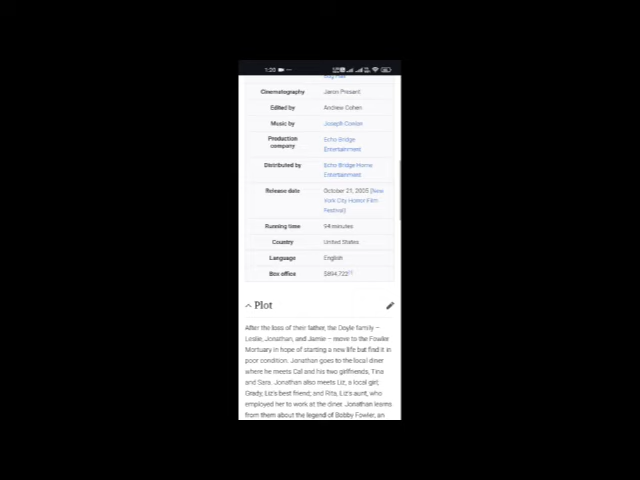 1:20
Cinematography Jaron Presant
Edited by Andrew Cohen
Music by Joseph Conlan
Production Echo Bridge
company Entertainment
Distributed by Echo Bridge Home
Entertainment
Release date October 21, 2005 (New
York City Horror Film
Festival)
Running time 94 minutes
Country United States
Language English
Box office $894,722[1]
Plot
After the loss of their father, the Doyle family –
Leslie, Jonathan, and Jamie – move to the Fowler
Mortuary in hope of starting a new life but find it in
poor condition. Jonathan goes to the local diner
where he meets Cal and his two girlfriends, Tina
and Sara. Jonathan also meets Liz, a local girl;
Grady, Liz's best friend; and Rita, Liz's aunt, who
employed her to work at the diner. Jonathan learns
from them about the legend of Bobby Fowler, an